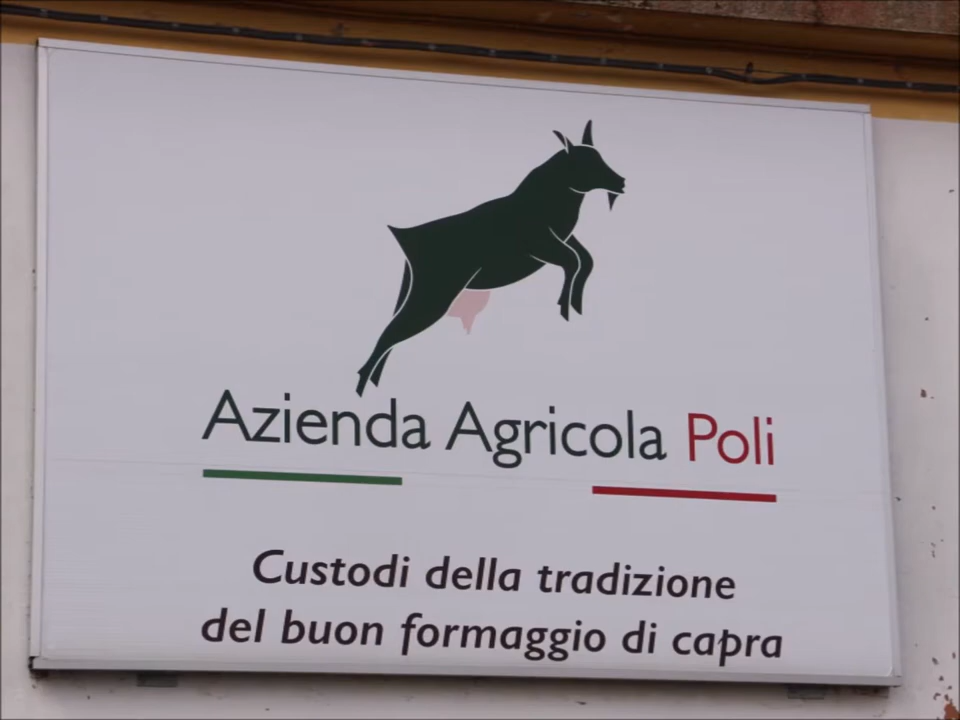 Azienda Agricola Poli
Custodi della tradizione
del buon formaggio di capra